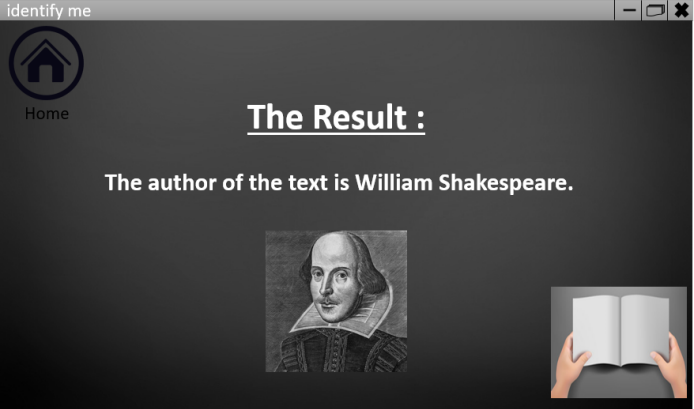 identify me
Home
The Result :
The author of the text is William Shakespeare.